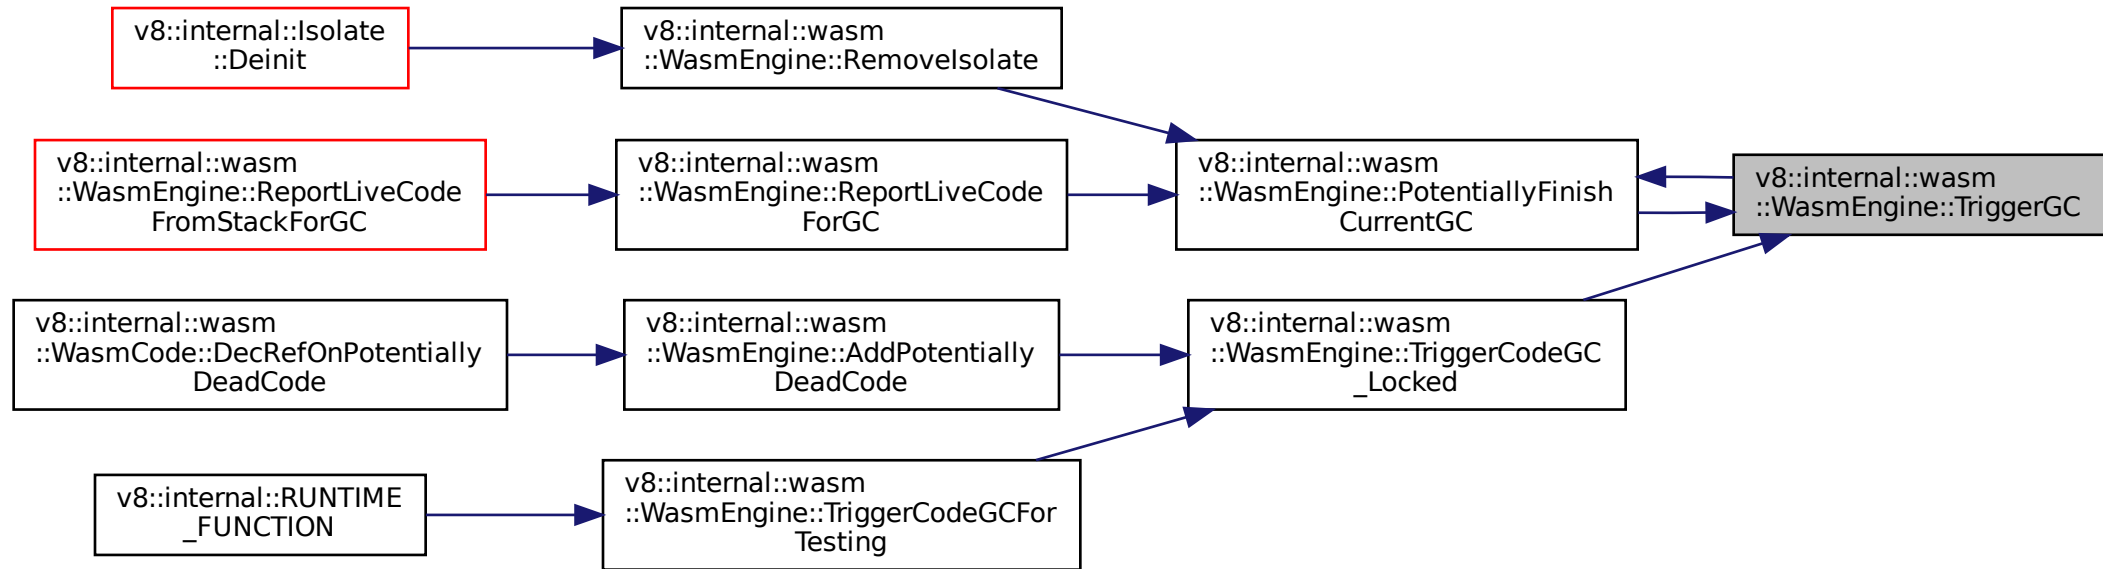 v8::internal::Isolate
::Deinit
v8::internal::wasm
::WasmEngine::RemoveIsolate
v8::internal::wasm
::WasmEngine::ReportLiveCode
FromStackForGC
v8::internal::wasm
::WasmEngine::ReportLiveCode
ForGC
v8::internal::wasm
::WasmEngine::PotentiallyFinish
CurrentGC
v8::internal::wasm
::WasmEngine::TriggerGC
v8::internal::wasm
::WasmCode::DecRefOnPotentially
DeadCode
v8::internal::wasm
::WasmEngine::AddPotentially
DeadCode
v8::internal::wasm
::WasmEngine::TriggerCodeGC
_Locked
v8::internal::RUNTIME
_FUNCTION
v8::internal::wasm
::WasmEngine::TriggerCodeGCFor
Testing